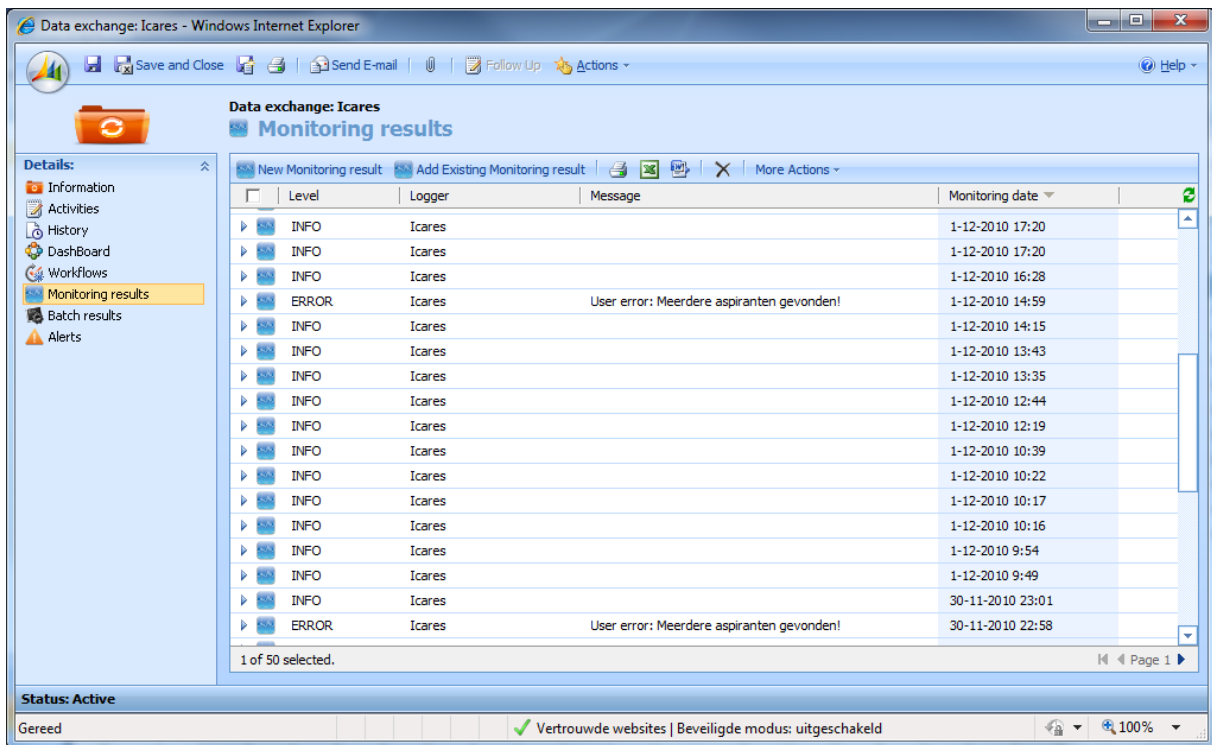 Data exchange: Icares - Windows Internet Explorer
Save and Close Send E-mail Follow Up Actions Help
Data exchange: Icares
Monitoring results
Details:
Information
Activities
History
DashBoard
Workflows
Monitoring results
Batch results
Alerts
New Monitoring result Add Existing Monitoring result More Actions
Level Logger Message Monitoring date
INFO Icares 1-12-2010 17:20
INFO Icares 1-12-2010 17:20
INFO Icares 1-12-2010 16:28
ERROR Icares User error: Meerdere aspiranten gevonden! 1-12-2010 14:59
INFO Icares 1-12-2010 14:15
INFO Icares 1-12-2010 13:43
INFO Icares 1-12-2010 13:35
INFO Icares 1-12-2010 12:44
INFO Icares 1-12-2010 12:19
INFO Icares 1-12-2010 10:39
INFO Icares 1-12-2010 10:22
INFO Icares 1-12-2010 10:17
INFO Icares 1-12-2010 10:16
INFO Icares 1-12-2010 9:54
INFO Icares 1-12-2010 9:49
INFO Icares 30-11-2010 23:01
ERROR Icares User error: Meerdere aspiranten gevonden! 30-11-2010 22:58
1 of 50 selected. Page 1
Status: Active
Gereed Vertrouwde websites | Beveiligde modus: uitgeschakeld 100%